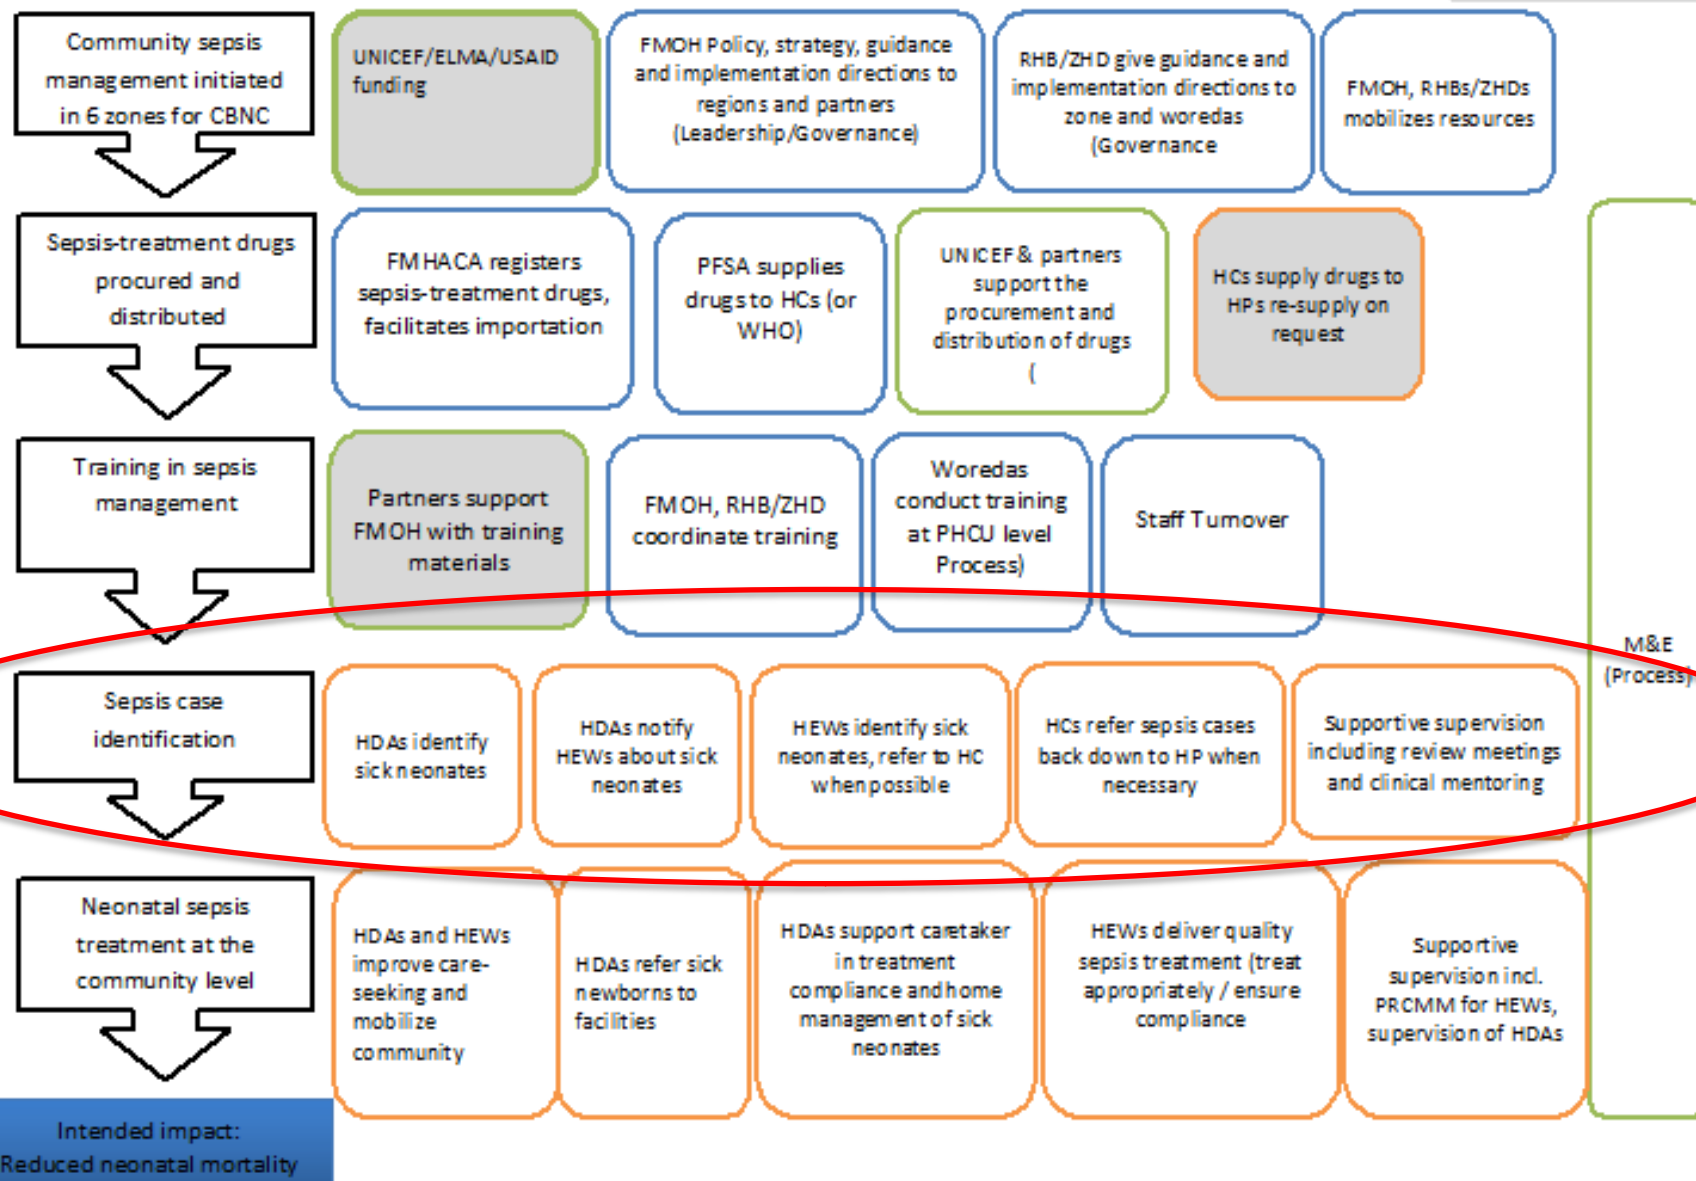 Community sepsis
management initiated
in 6 zones for CBNC
UNICEF/ELMA/USAID
funding
FMOH Policy, strategy, guidance
and implementation directions to
regions and partners
(Leadership/Governance)
RHB/ZHD give guidance and
implementation directions to
zone and woredas
(Governance
FMOH, RHBs/ZHDs
mobilizes resources
Sepsis-treatment drugs
procured and
distributed
FMHACA registers
sepsis-treatment drugs,
facilitates importation
PFSA supplies
drugs to HCs (or
WHO)
UNICEF & partners
support the
procurement and
distribution of drugs
(
HCs supply drugs to
HPs re-supply on
request
Training in sepsis
management
Partners support
FMOH with training
materials
FMOH, RHB/ZHD
coordinate training
Woredas
conduct training
at PHCU level
Process)
Staff Turnover
M&E
(Process)
Sepsis case
identification
HDAs identify
sick neonates
HDAs notify
HEWs about sick
neonates
HEWs identify sick
neonates, refer to HC
when possible
HCs refer sepsis cases
back down to HP when
necessary
Supportive supervision
including review meetings
and clinical mentoring
Neonatal sepsis
treatment at the
community level
HDAs and HEWs
improve care-
seeking and
mobilize
community
HDAs refer sick
newborns to
facilities
HDAs support caretaker
in treatment
compliance and home
management of sick
neonates
HEWs deliver quality
sepsis treatment (treat
appropriately / ensure
compliance
Supportive
supervision incl.
PRCMM for HEWs,
supervision of HDAs
Intended impact:
Reduced neonatal mortality